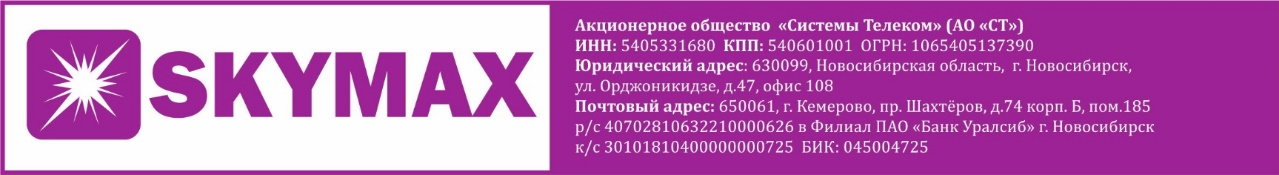 SKYMAX
Акционерное общество «Системы Телеком» (АО «СТ»)
ИНН: 5405331680 КПП: 540601001 ОГРН: 1065405137390
Юридический адрес: 630099, Новосибирская область, г. Новосибирск,
ул. Орджоникидзе, д.47, офис 108
Почтовый адрес: 650061, г. Кемерово, пр. Шахтёров, д.74 корп. Б, пом.185
р/с 40702810632210000626 в Филиал ПАО «Банк Уралсиб» г. Новосибирск
к/с 30101810400000000725 БИК: 045004725